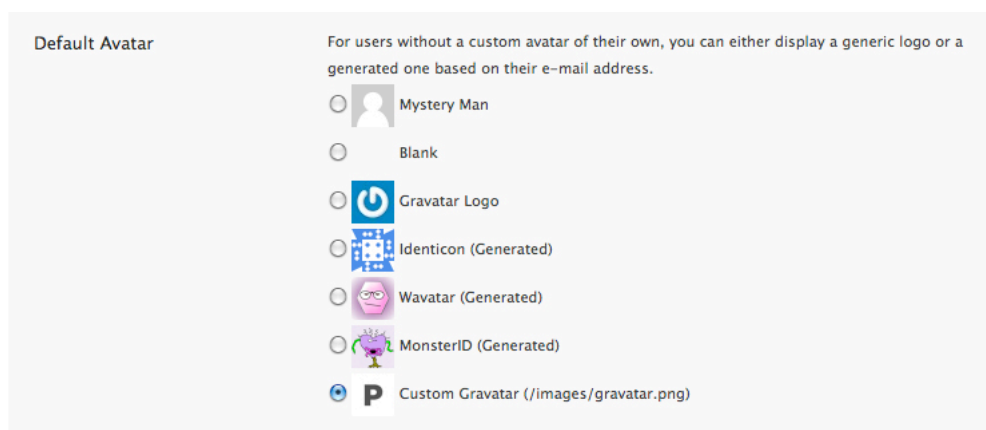 Default Avatar
For users without a custom avatar of their own, you can either display a generic logo or a
generated one based on their e-mail address.
Mystery Man
Blank
Gravatar Logo
Identicon (Generated)
Wavatar (Generated)
MonsterID (Generated)
P Custom Gravatar (/images/gravatar.png)